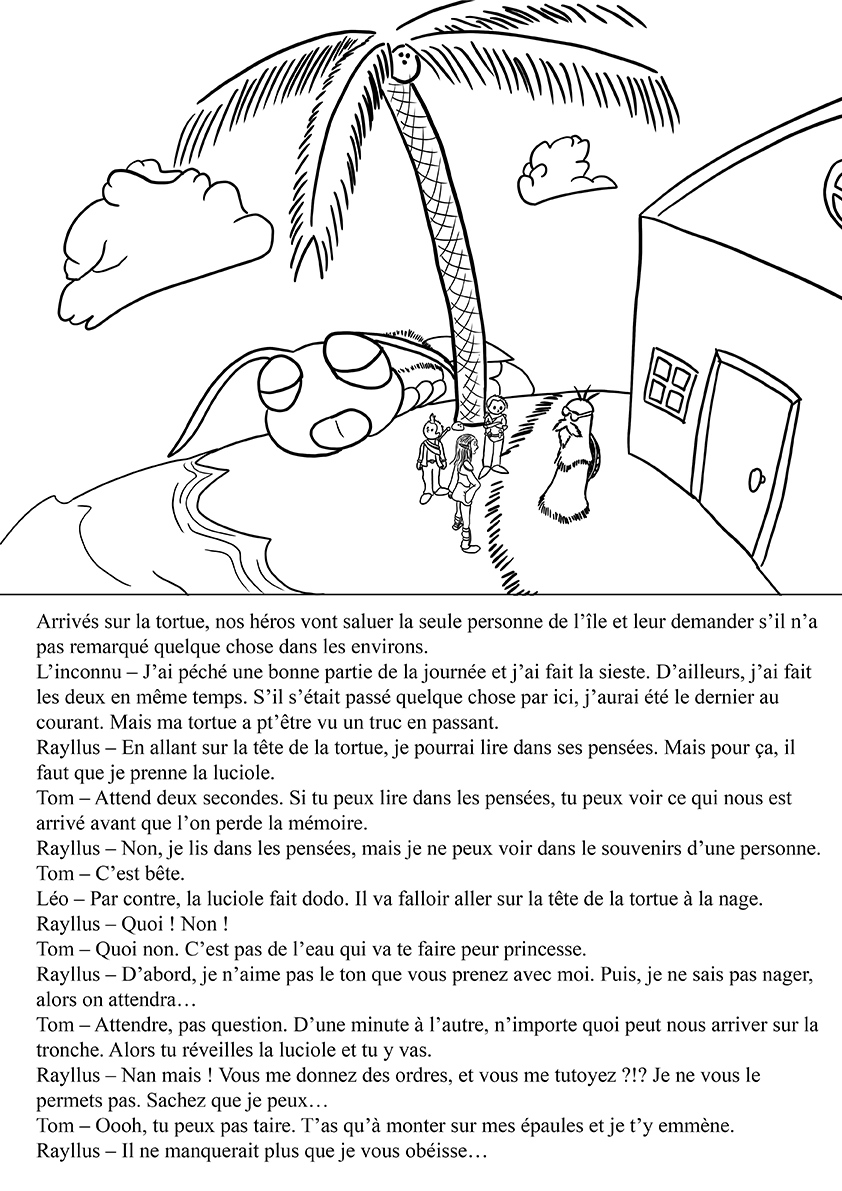 Arrivés sur la tortue, nos héros vont saluer la seule personne de l’île et leur demander s’il n’a
pas remarqué quelque chose dans les environs.
L’inconnu – J’ai péché une bonne partie de la journée et j’ai fait la sieste. D’ailleurs, j’ai fait
les deux en même temps. S’il s’était passé quelque chose par ici, j’aurai été le dernier au
courant. Mais ma tortue a pt’être vu un truc en passant.
Rayllus – En allant sur la tête de la tortue, je pourrai lire dans ses pensées. Mais pour ça, il
faut que je prenne la luciole.
Tom – Attend deux secondes. Si tu peux lire dans les pensées, tu peux voir ce qui nous est
arrivé avant que l’on perde la mémoire.
Rayllus – Non, je lis dans les pensées, mais je ne peux voir dans le souvenirs d’une personne.
Tom – C’est bête.
Léo – Par contre, la luciole fait dodo. Il va falloir aller sur la tête de la tortue à la nage.
Rayllus – Quoi ! Non !
Tom – Quoi non. C’est pas de l’eau qui va te faire peur princesse.
Rayllus – D’abord, je n’aime pas le ton que vous prenez avec moi. Puis, je ne sais pas nager,
alors on attendra…
Tom – Attendre, pas question. D’une minute à l’autre, n’importe quoi peut nous arriver sur la
tronche. Alors tu réveilles la luciole et tu y vas.
Rayllus – Nan mais ! Vous me donnez des ordres, et vous me tutoyez ?!? Je ne vous le
permets pas. Sachez que je peux…
Tom – Oooh, tu peux pas taire. T’as qu’à monter sur mes épaules et je t’y emmène.
Rayllus – Il ne manquerait plus que je vous obéisse…